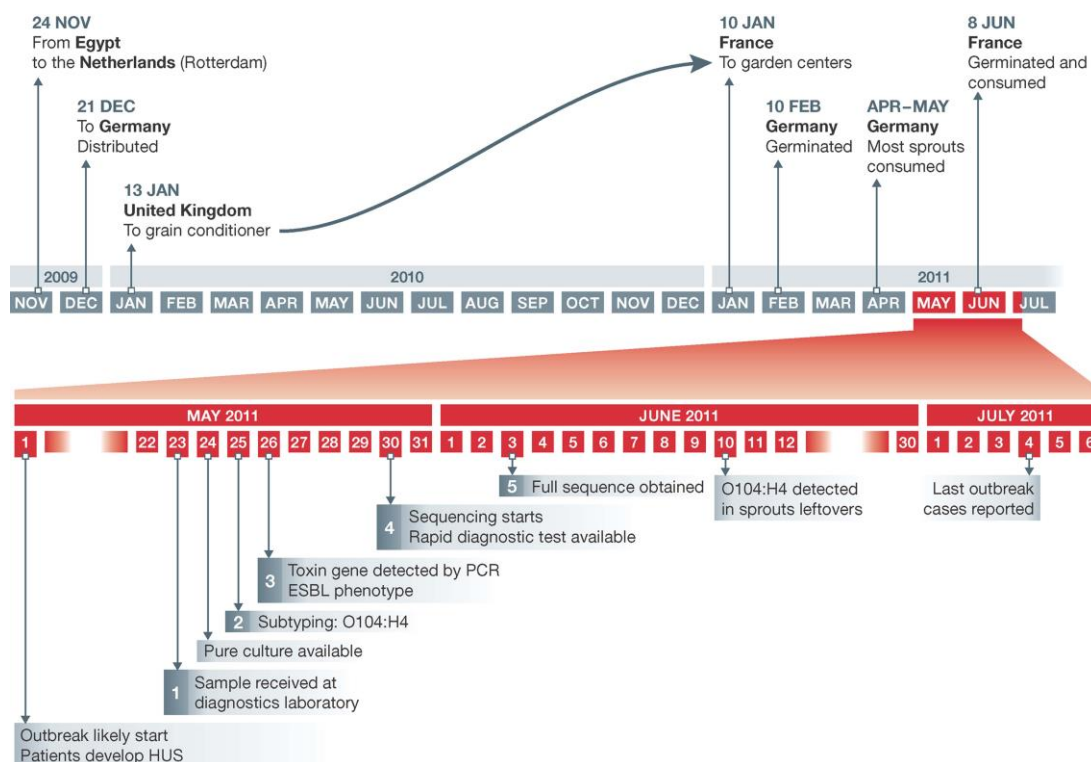 24 NOV
From Egypt
to the Netherlands (Rotterdam)
21 DEC
To Germany
Distributed
13 JAN
United Kingdom
To grain conditioner
10 JAN
France
To garden centers
10 FEB
Germany
Germinated
APR–MAY
Germany
Most sprouts
consumed
8 JUN
France
Germinated and
consumed
2009 2010 2011
NOV DEC JAN FEB MAR APR MAY JUN JUL AUG SEP OCT NOV DEC JAN FEB MAR APR MAY JUN JUL
MAY 2011 JUNE 2011 JULY 2011
1 22 23 24 25 26 27 28 29 30 31 1 2 3 4 5 6 7 8 9 10 11 12 30 1 2 3 4 5 6
5 Full sequence obtained
O104:H4 detected
in sprouts leftovers
Last outbreak
cases reported
4 Sequencing starts
Rapid diagnostic test available
3 Toxin gene detected by PCR
ESBL phenotype
2 Subtyping: O104:H4
Pure culture available
1 Sample received at
diagnostics laboratory
Outbreak likely start
Patients develop HUS